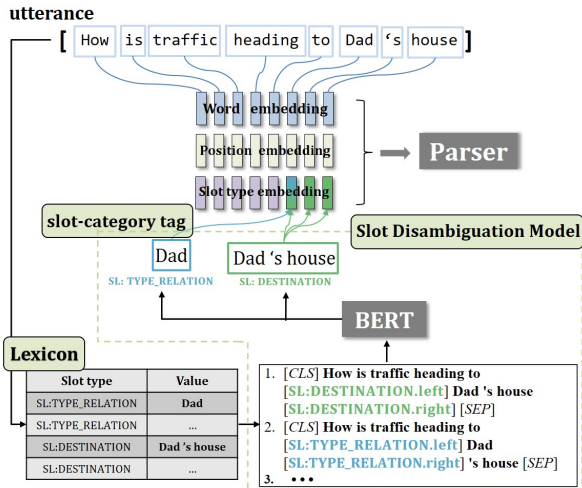 utterance
[ How is traffic heading to Dad ‘s house ]
Word embedding
Position embedding
Slot type embedding
Parser
slot-category tag
Slot Disambiguation Model
Dad
Dad ‘s house
SL: TYPE_RELATION
SL: DESTINATION
BERT
Lexicon
Slot type Value
SL:TYPE_RELATION Dad
SL:TYPE_RELATION ...
SL:DESTINATION Dad ‘s house
SL:DESTINATION ...
1. [CLS] How is traffic heading to
[SL:DESTINATION.left] Dad 's house
[SL:DESTINATION.right] [SEP]
2. [CLS] How is traffic heading to
[SL:TYPE_RELATION.left] Dad
[SL:TYPE_RELATION.right] 's house [SEP]
3. •••